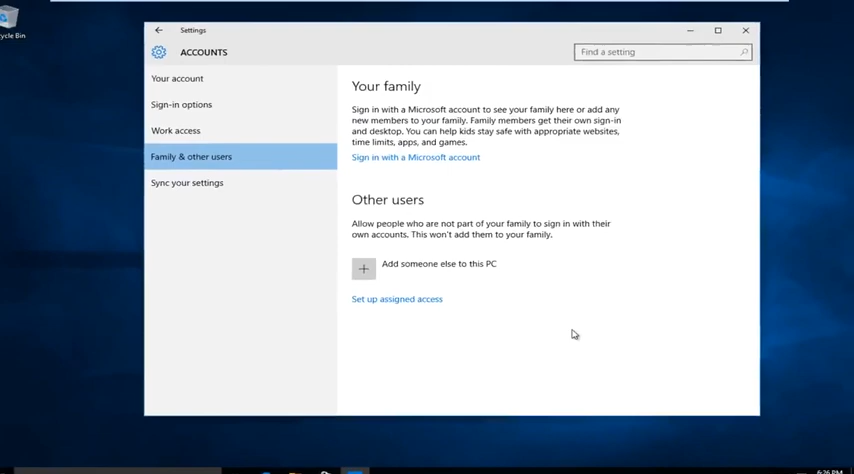 Settings
ACCOUNTS
Find a setting
Your account
Sign-in options
Work access
Family & other users
Sync your settings
Your family
Sign in with a Microsoft account to see your family here or add any
new members to your family. Family members get their own sign-in
and desktop. You can help kids stay safe with appropriate websites,
time limits, apps, and games.
Sign in with a Microsoft account
Other users
Allow people who are not part of your family to sign in with their
own accounts. This won't add them to your family.
Add someone else to this PC
Set up assigned access
ycle Bin
6:26 PM